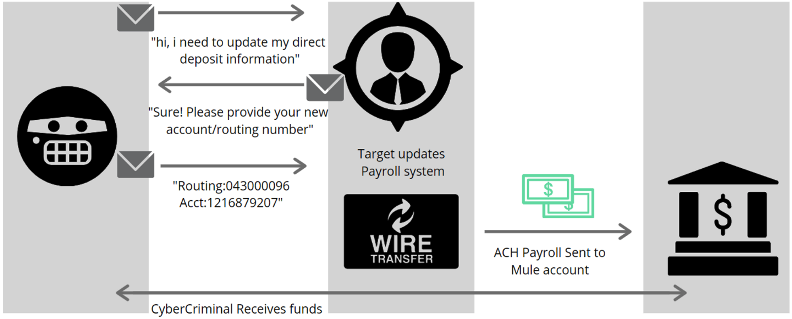 "hi, i need to update my direct
deposit information"
"Sure! Please provide your new
account/routing number"
"Routing:043000096
Acct:1216879207"
Target updates
Payroll system
WIRE
TRANSFER
$
$
ACH Payroll Sent to
Mule account
$
CyberCriminal Receives funds